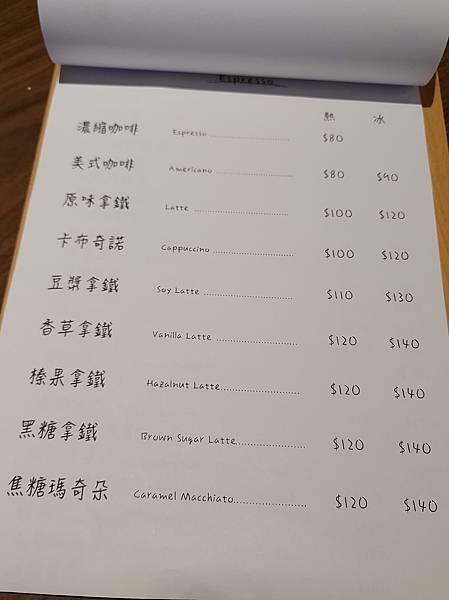 Espresso
熱 冰
濃縮咖啡 Espresso $80
美式咖啡 Americano $80 $90
原味拿鐵 Latte $100 $120
卡布奇諾 Cappuccino $100 $120
豆漿拿鐵 Soy Latte $110 $130
香草拿鐵 Vanilla Latte $120 $140
榛果拿鐵 Hazalnut Latte $120 $140
黑糖拿鐵 Brown Sugar Latte $120 $140
焦糖瑪奇朵 Caramel Macchiato $120 $140